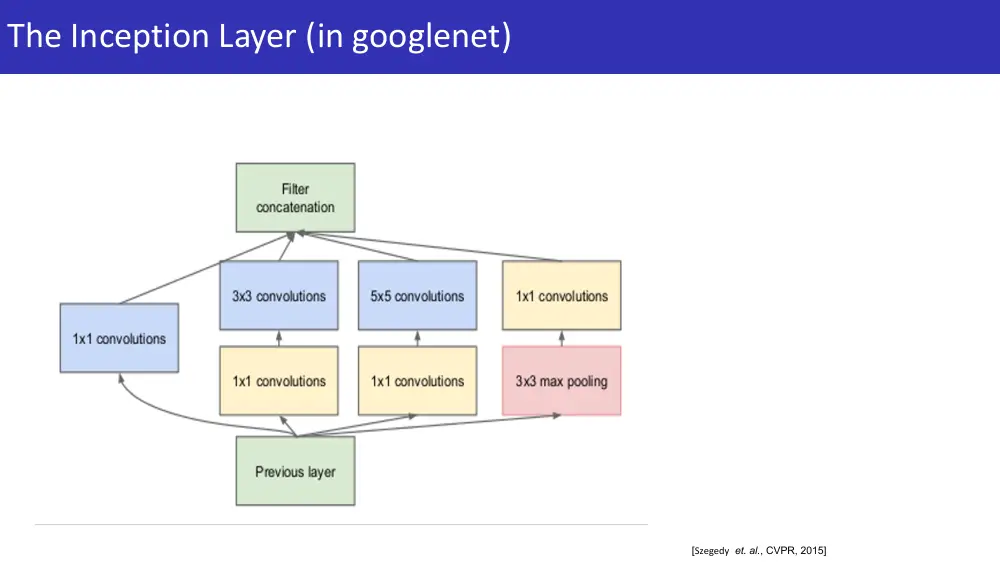 The Inception Layer (in googlenet)
Filter
concatenation
3x3 convolutions
5x5 convolutions
1x1 convolutions
1x1 convolutions
1x1 convolutions
1x1 convolutions
3x3 max pooling
Previous layer
[Szegedy et. al., CVPR, 2015]